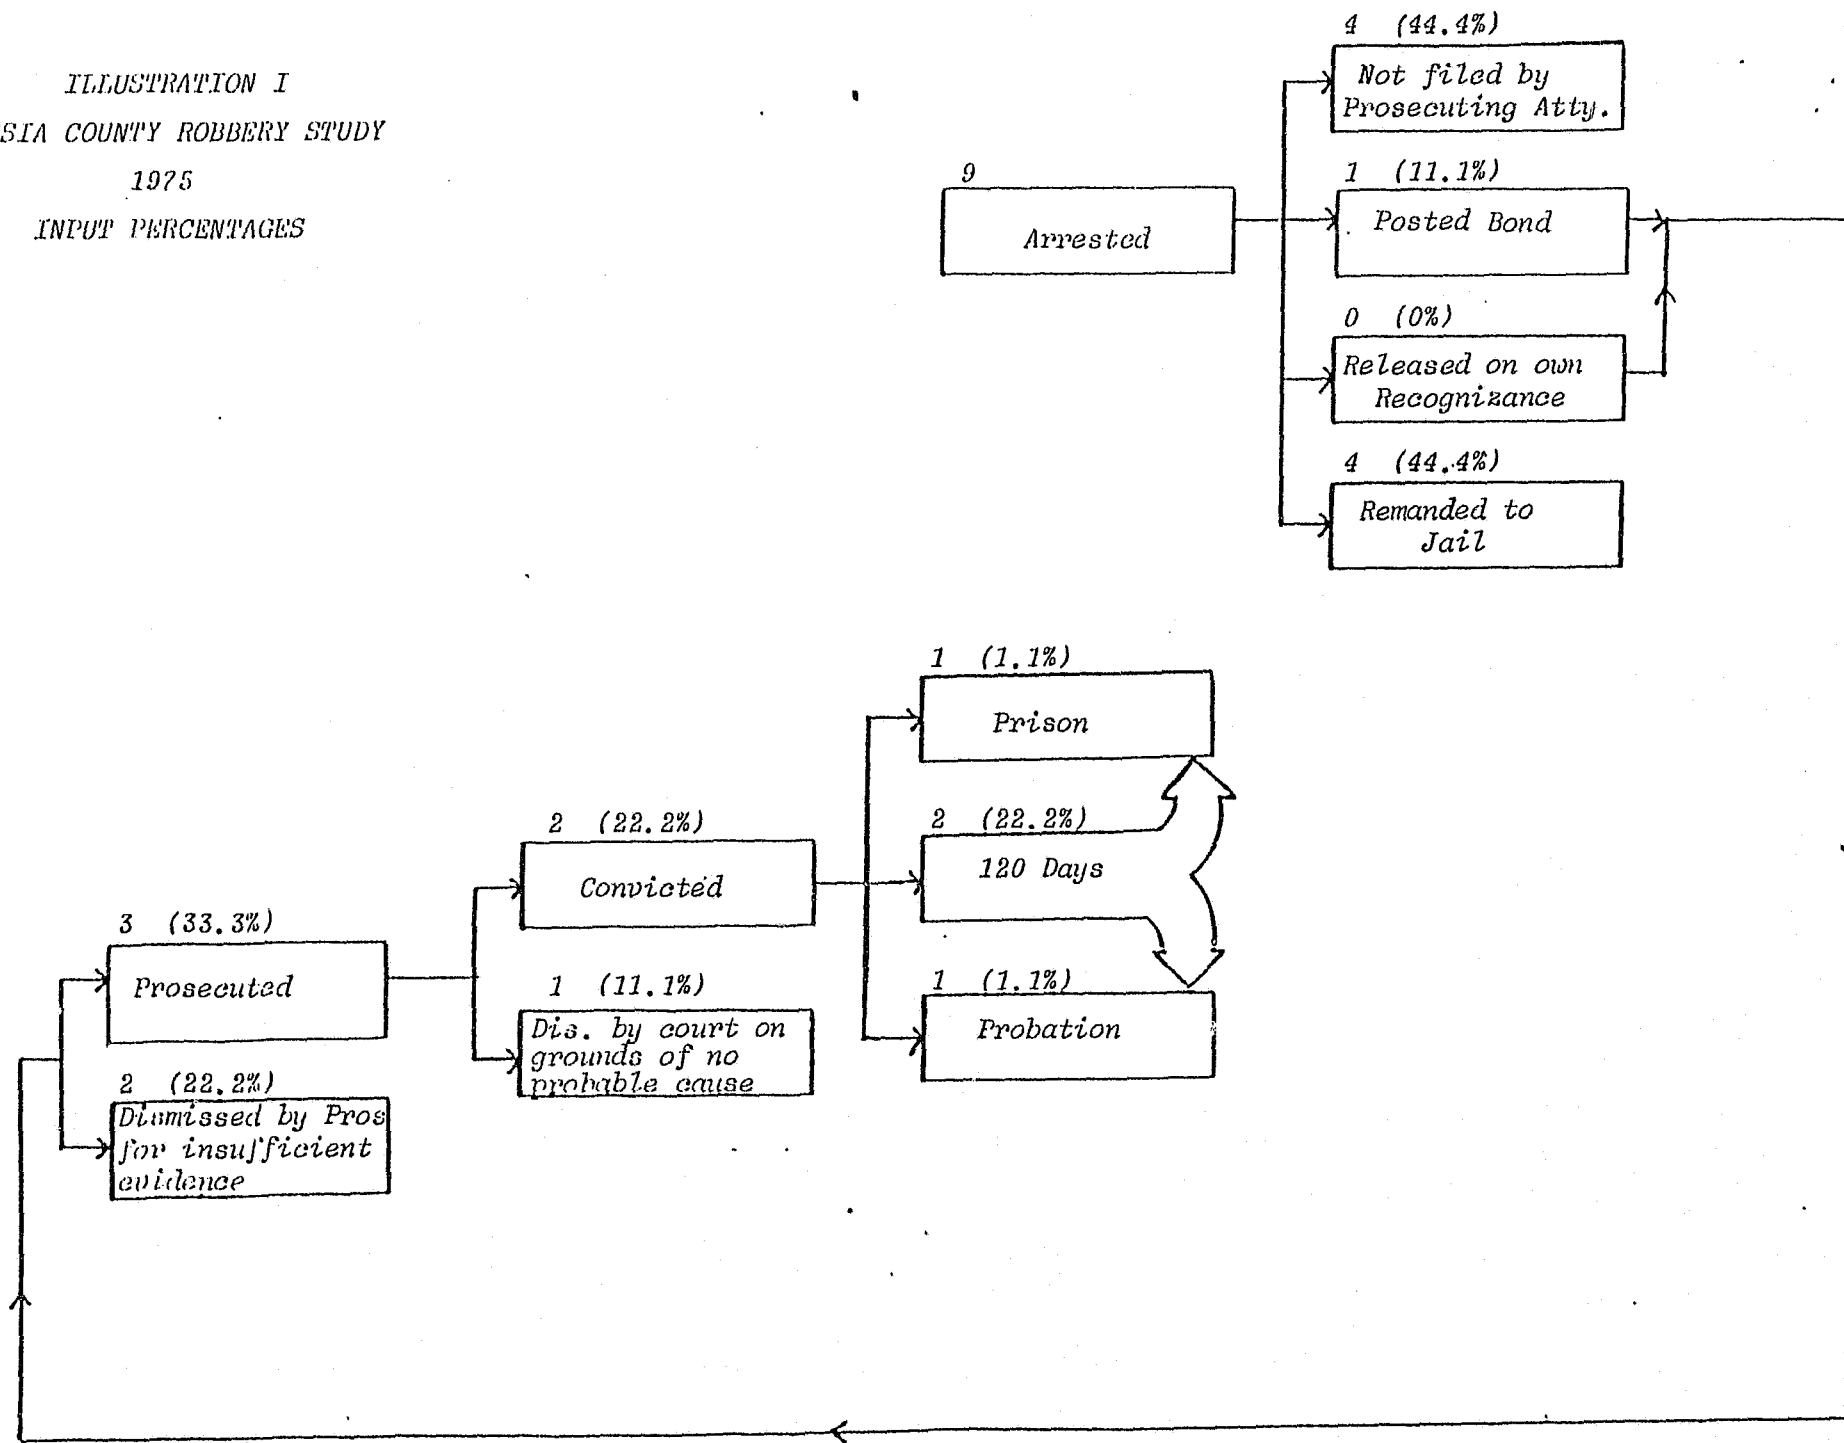 ILLUSTRATION I
SIA COUNTY ROBBERY STUDY
1975
INPUT PERCENTAGES
9
Arrested
4 (44.4%)
Not filed by
Prosecuting Atty.
1 (11.1%)
Posted Bond
0 (0%)
Released on own
Recognizance
4 (44.4%)
Remanded to
Jail
3 (33.3%)
Prosecuted
2 (22.2%)
Dismissed by Pros
for insufficient
evidence
2 (22.2%)
Convicted
1 (11.1%)
Dis. by court on
grounds of no
probable cause
1 (1.1%)
Prison
2 (22.2%)
120 Days
1 (1.1%)
Probation